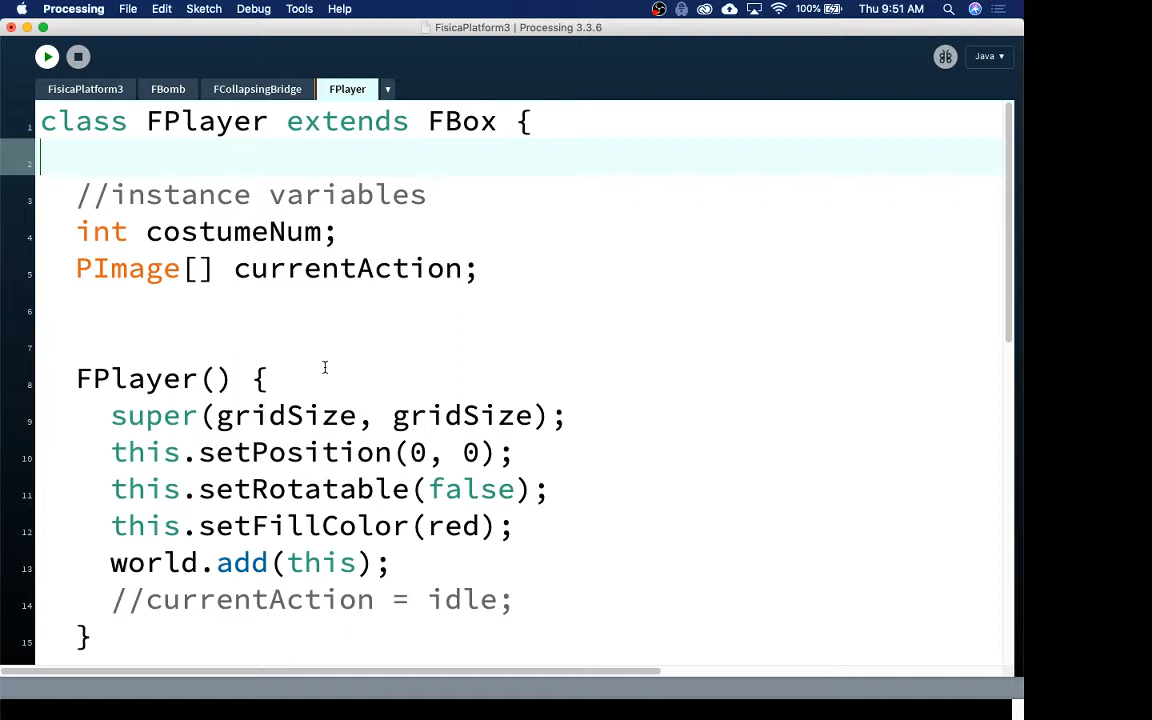 Processing File Edit Sketch Debug Tools Help 100% Thu 9:51 AM
FisicaPlatform3 | Processing 3.3.6
Java ▾
FisicaPlatform3 FBomb FCollapsingBridge FPlayer ▾
1 class FPlayer extends FBox {
2
3 //instance variables
4 int costumeNum;
5 PImage[] currentAction;
6
7
8 FPlayer() {
9 super(gridSize, gridSize);
10 this.setPosition(0, 0);
11 this.setRotatable(false);
12 this.setFillColor(red);
13 world.add(this);
14 //currentAction = idle;
15 }